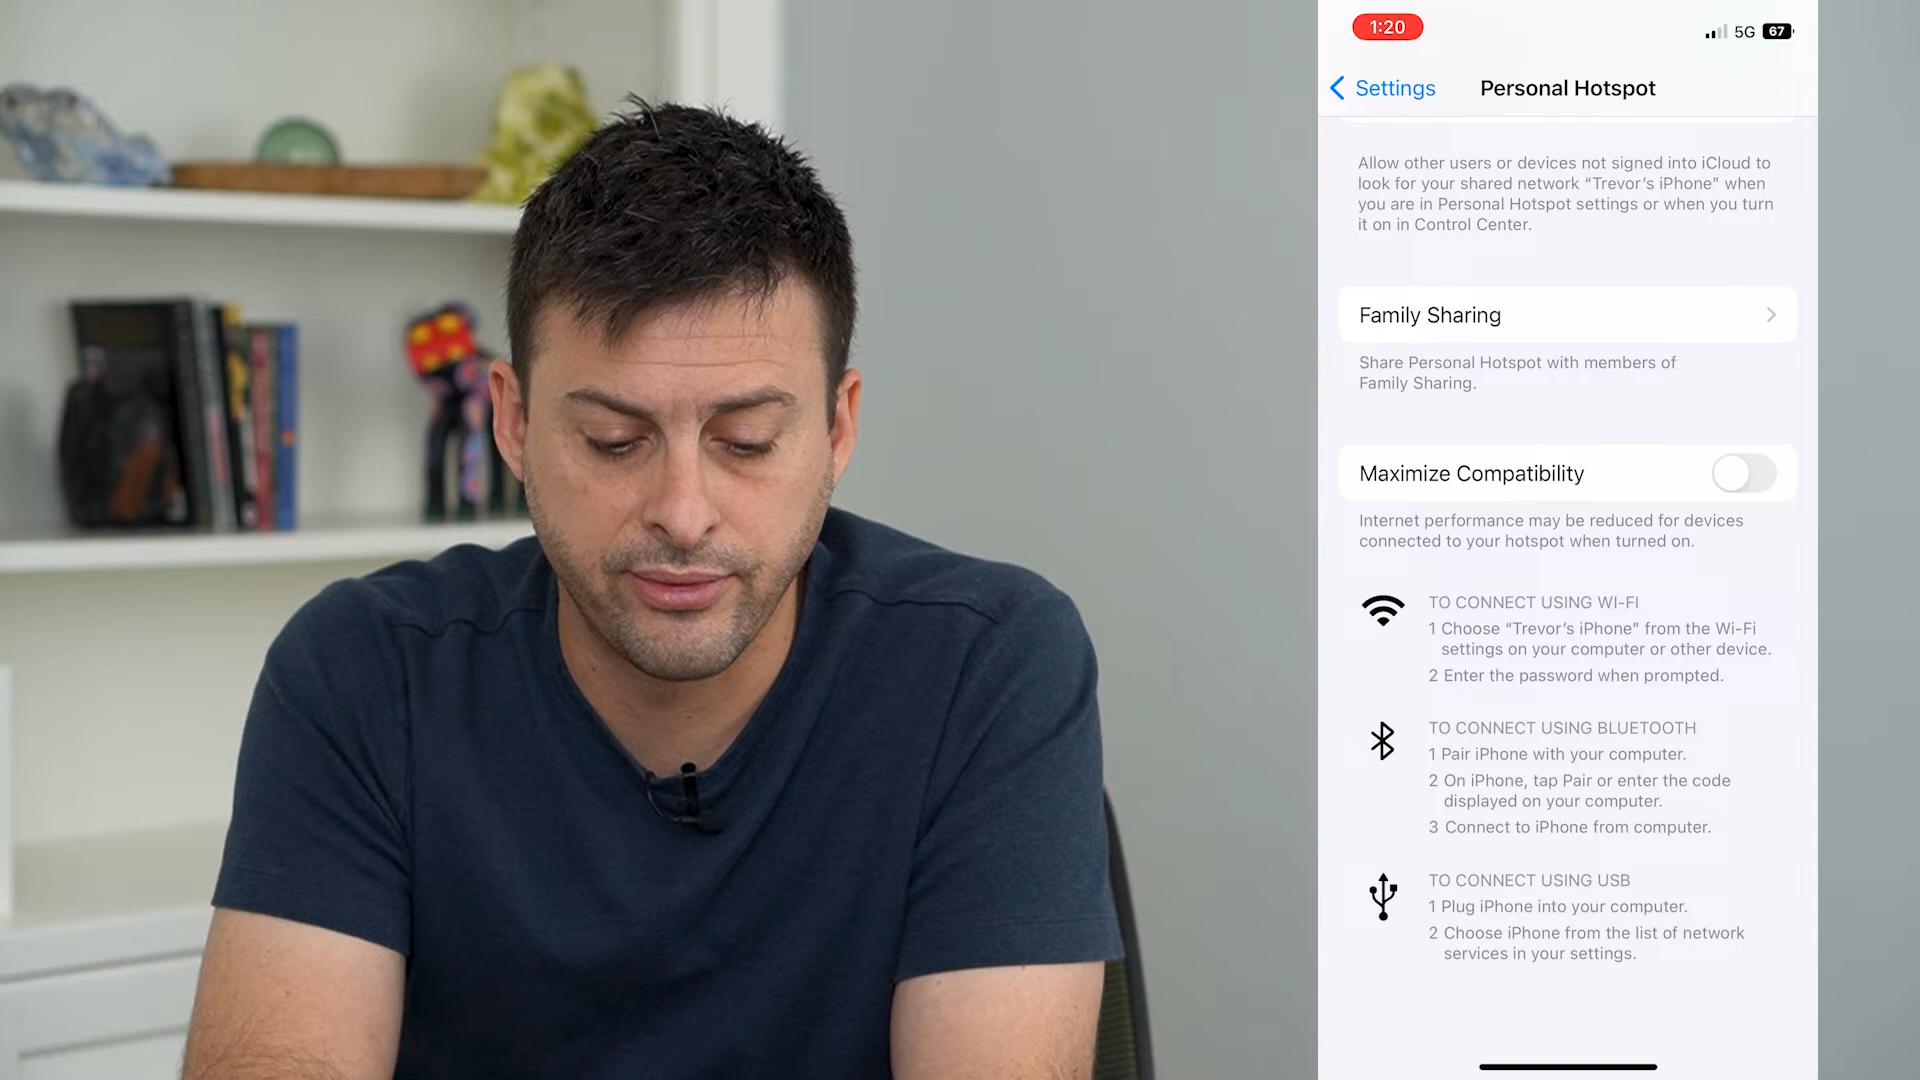 1:20
5G 67
Settings
Personal Hotspot
Allow other users or devices not signed into iCloud to
look for your shared network “Trevor’s iPhone” when
you are in Personal Hotspot settings or when you turn
it on in Control Center.
Family Sharing
Share Personal Hotspot with members of
Family Sharing.
Maximize Compatibility
Internet performance may be reduced for devices
connected to your hotspot when turned on.
TO CONNECT USING WI-FI
1 Choose “Trevor’s iPhone” from the Wi-Fi
settings on your computer or other device.
2 Enter the password when prompted.
TO CONNECT USING BLUETOOTH
1 Pair iPhone with your computer.
2 On iPhone, tap Pair or enter the code
displayed on your computer.
3 Connect to iPhone from computer.
TO CONNECT USING USB
1 Plug iPhone into your computer.
2 Choose iPhone from the list of network
services in your settings.